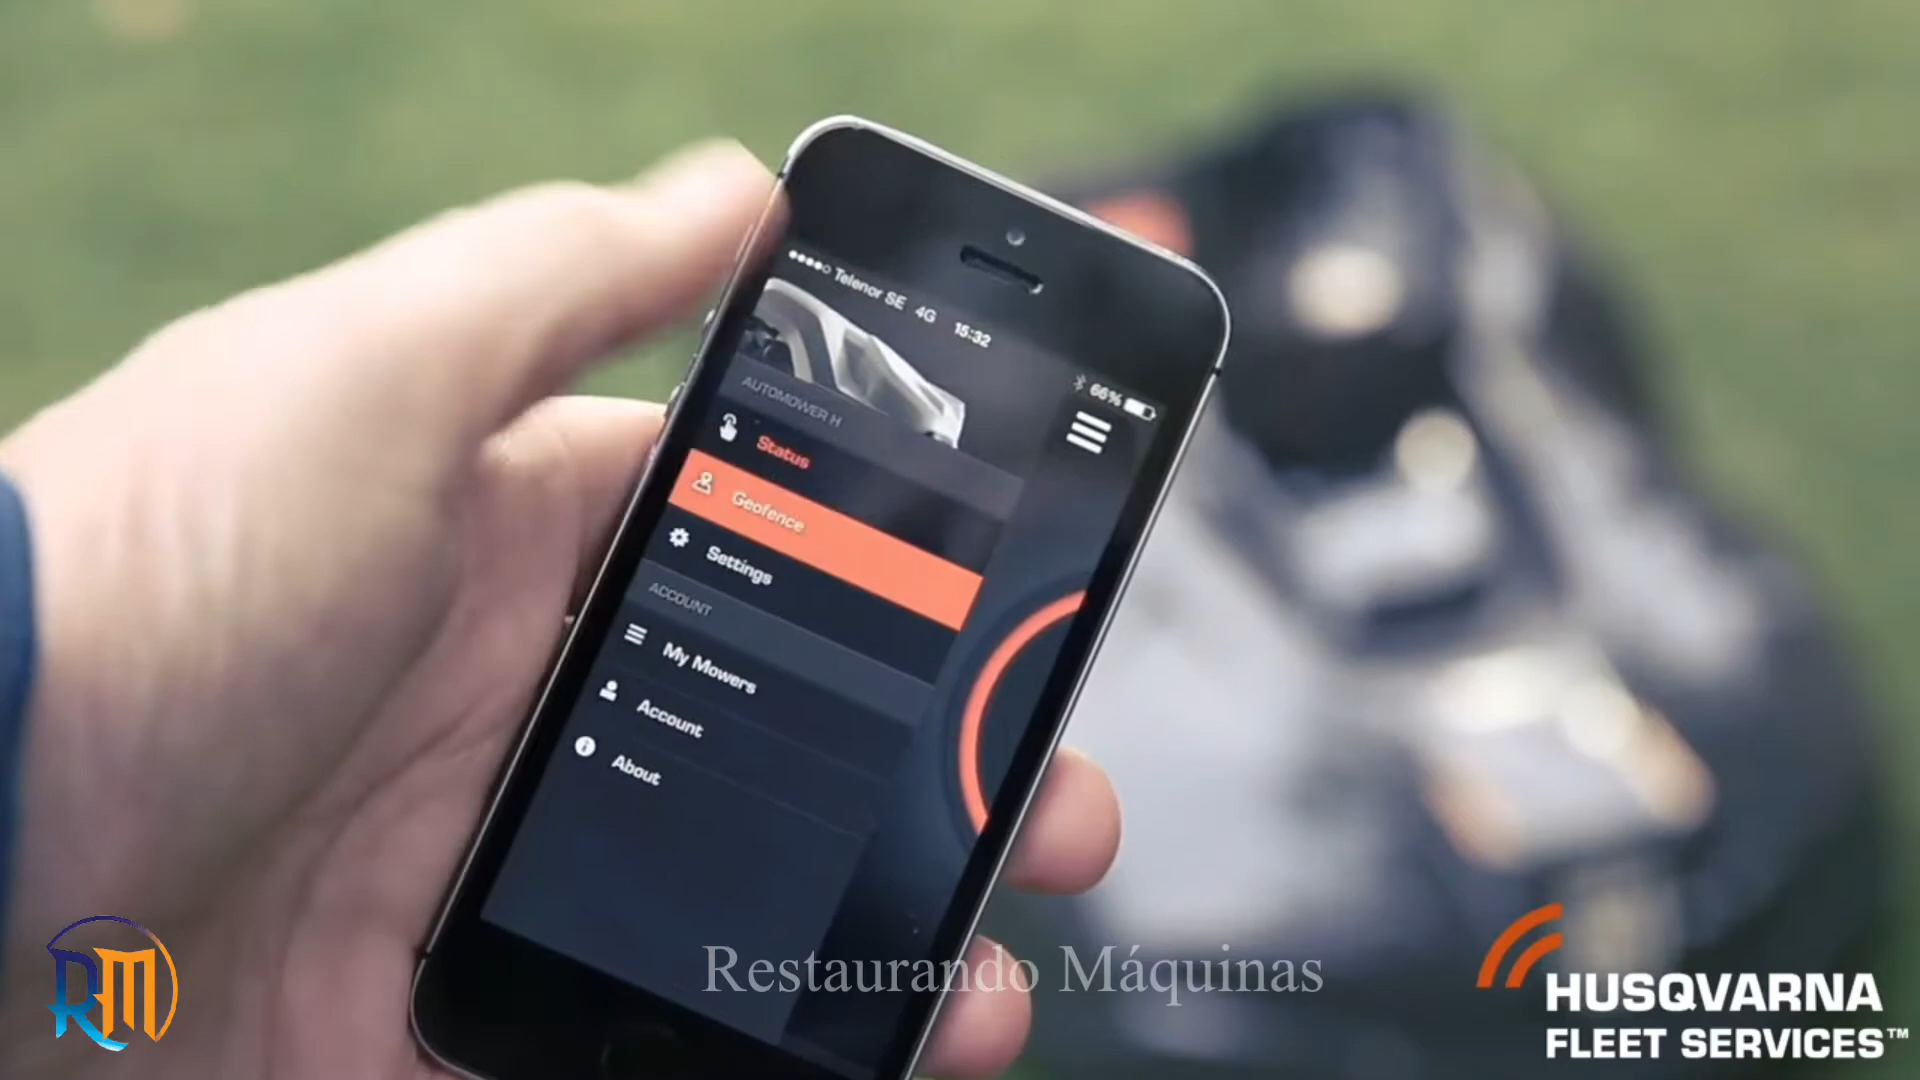 Telenor SE 4G 15:32
66%
AUTOMOWER H
Status
Geofence
Settings
ACCOUNT
My Mowers
Account
About
RM
Restaurando Máquinas
HUSQVARNA
FLEET SERVICES™